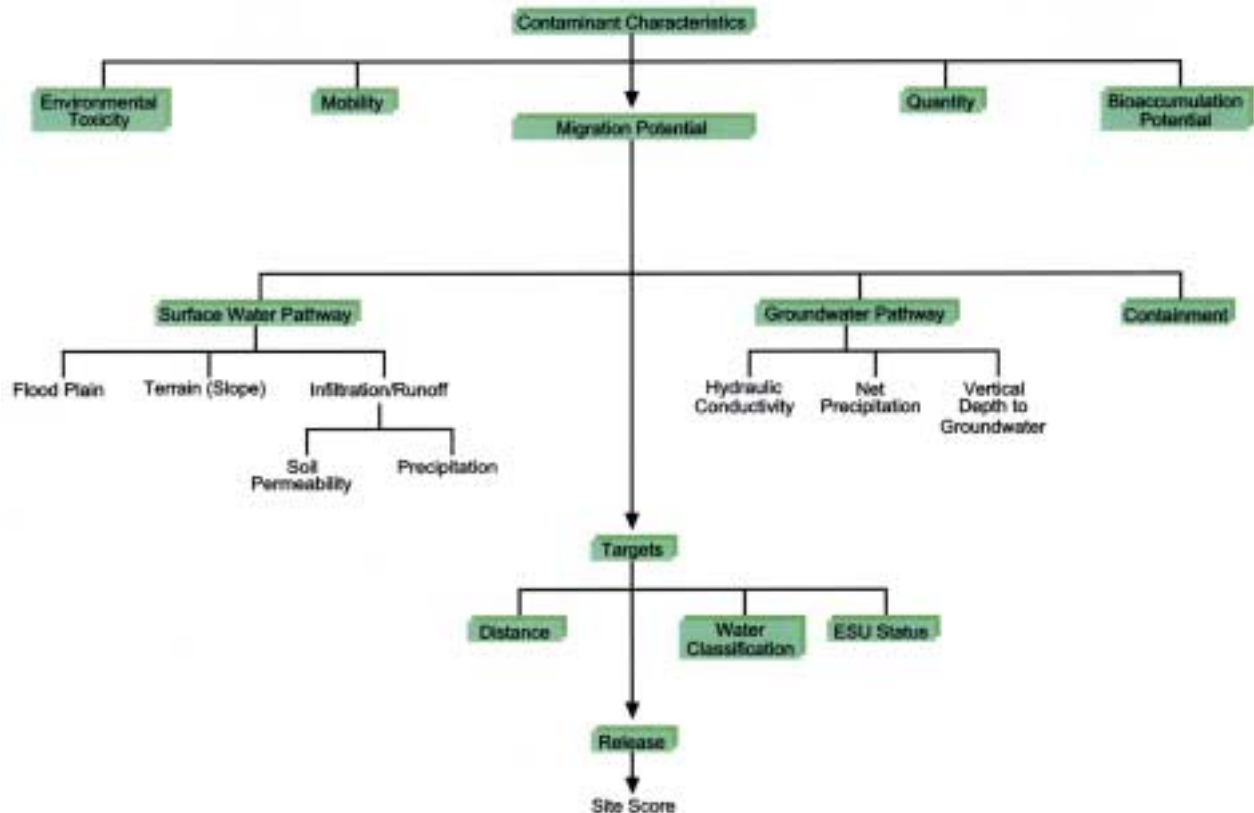 Contaminant Characteristics
Environmental
Toxicity
Mobility
Quantity
Bioaccumulation
Potential
Migration Potential
Surface Water Pathway
Groundwater Pathway
Containment
Flood Plain
Terrain (Slope)
Infiltration/Runoff
Hydraulic
Conductivity
Net
Precipitation
Vertical
Depth to
Groundwater
Soil
Permeability
Precipitation
Targets
Distance
Water
Classification
ESU Status
Release
Site Score